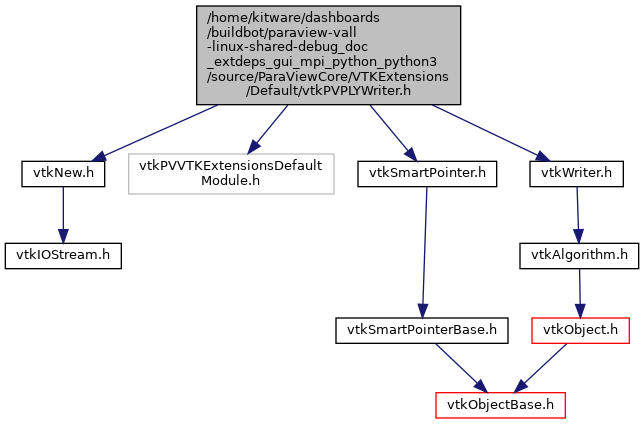 /home/kitware/dashboards
/buildbot/paraview-vall
-linux-shared-debug_doc
_extdeps_gui_mpi_python_python3
/source/ParaViewCore/VTKExtensions
/Default/vtkPVPLYWriter.h
vtkNew.h
vtkPVVTKExtensionsDefault
Module.h
vtkSmartPointer.h
vtkWriter.h
vtkIOStream.h
vtkAlgorithm.h
vtkSmartPointerBase.h
vtkObject.h
vtkObjectBase.h